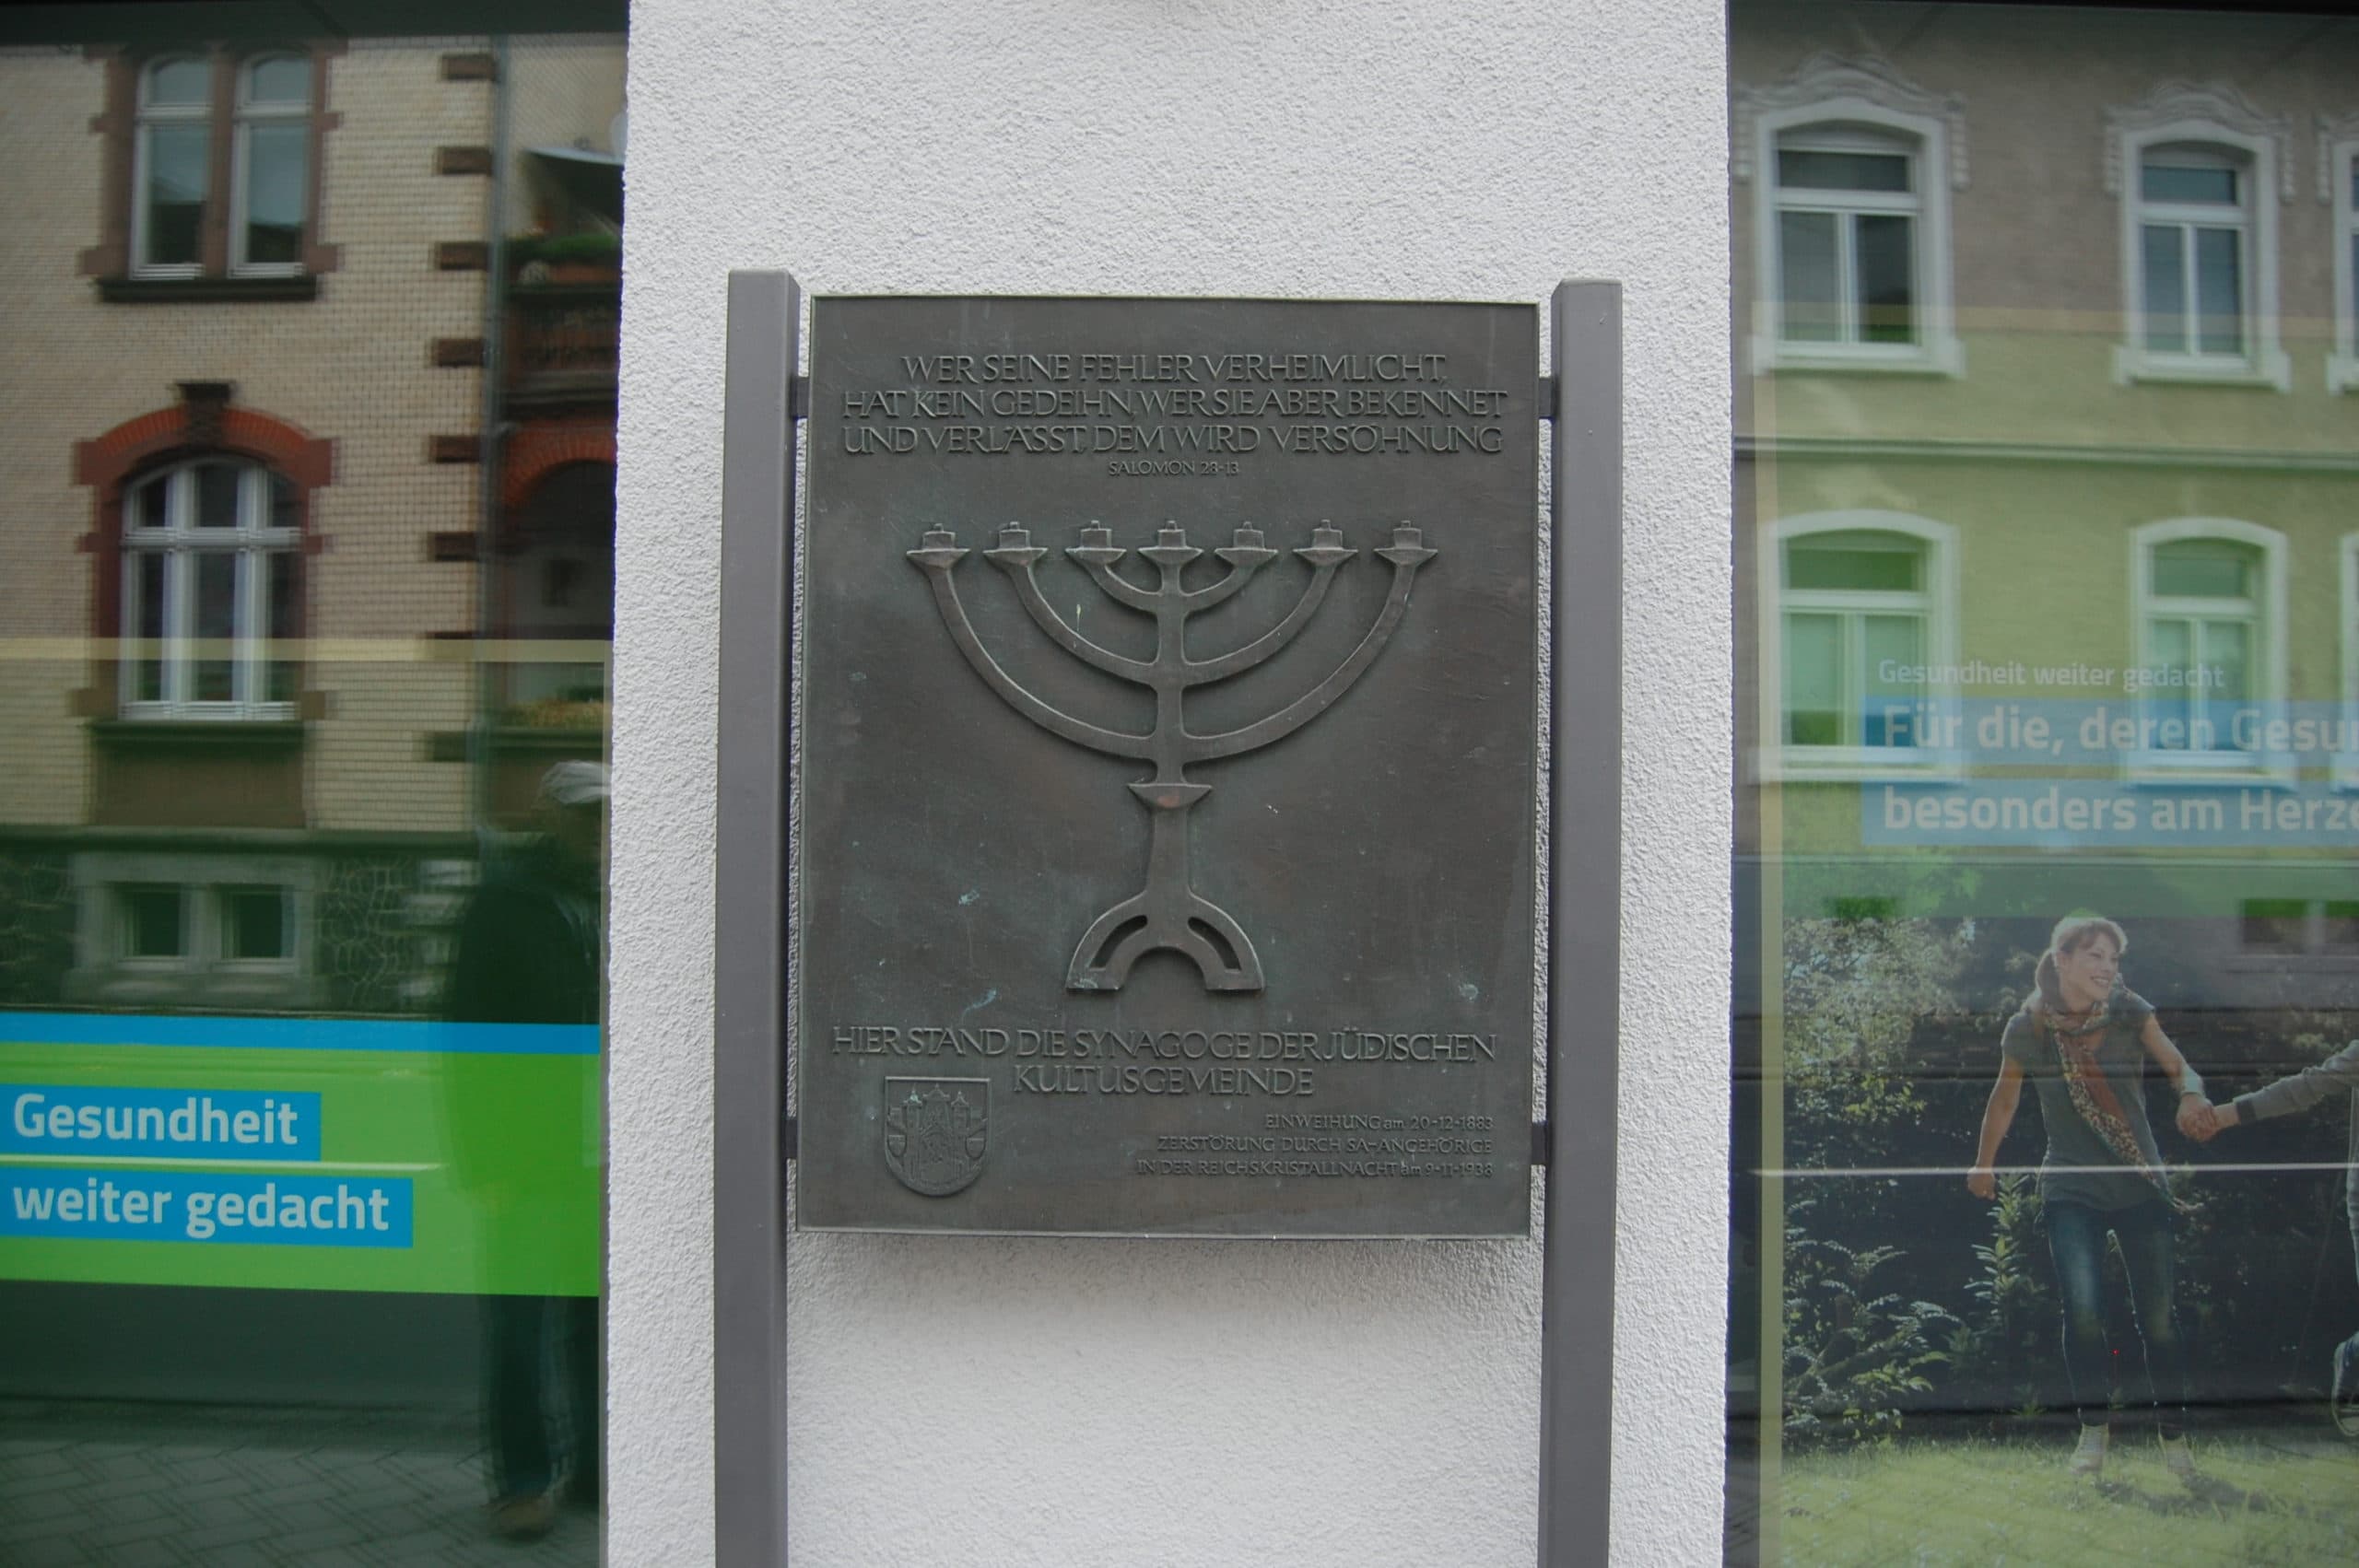 WER SEINE FEHLER VERHEIMLICHT,
HAT KEIN GEDEIHN, WER SIE ABER BEKENNET
UND VERLÄSST, DEM WIRD VERSÖHNUNG
SALOMON 28-13
HIER STAND DIE SYNAGOGE DER JÜDISCHEN
KULTUSGEMEINDE
EINWEIHUNG am 20-12-1883
ZERSTÖRUNG DURCH SA-ANGEHÖRIGE
IN DER REICHSKRISTALLNACHT am 9-11-1938
Gesundheit
weiter gedacht
Gesundheit weiter gedacht
Für die, deren Gesu
besonders am Herze